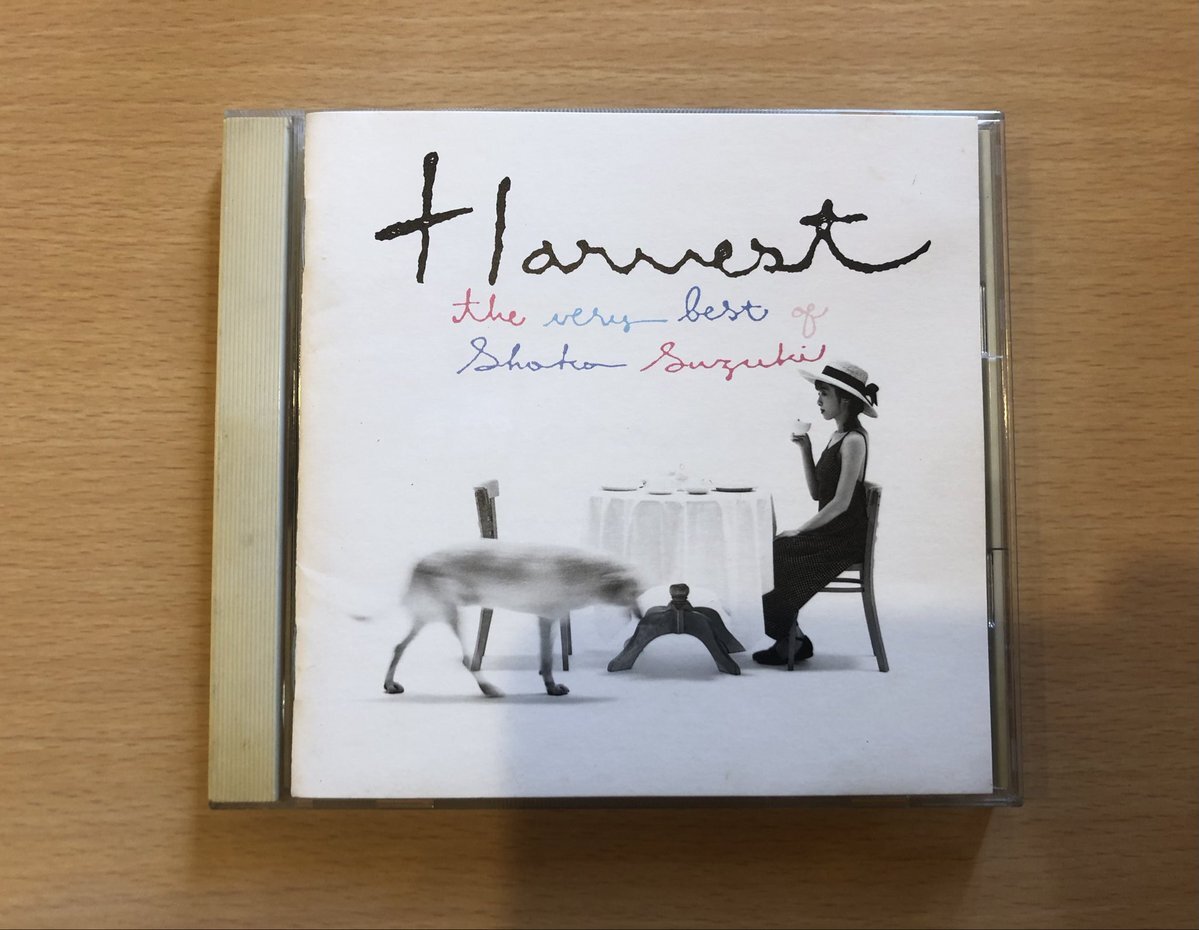 Harvest
the very best of
Shoko Suzuki